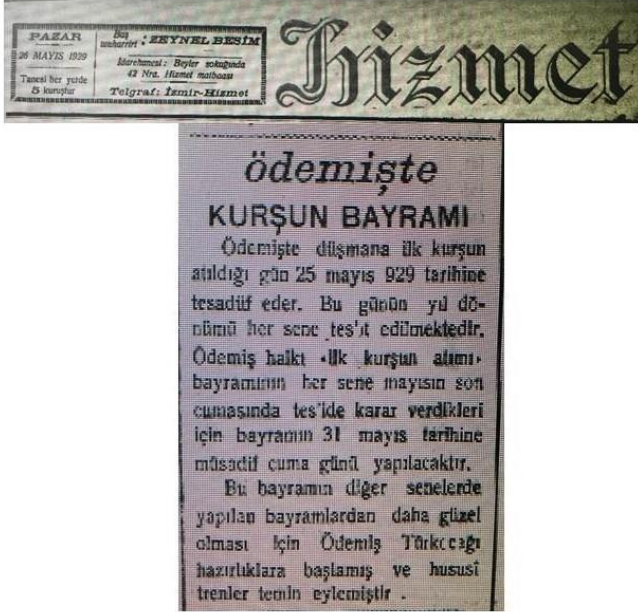 PAZAR
26 MAYIS 1929
Tanesi her yerde
5 kuruştur
Baş muharriri : ZEYNEL BESİM
İdarehanesi : Beyler sokağında
42 Nra. Hizmet matbaası
Telgraf : İzmir-Hizmet
Hizmet
ödemişte
KURŞUN BAYRAMI
Ödemişte düşmana ilk kurşun
atıldığı gün 25 mayıs 929 tarihine
tesadüf eder. Bu günün yıl dö-
nümü her sene tes'it edilmektedir.
Ödemiş halkı «ilk kurşun atımı»
bayramının her sene mayısın son
cumasında tes'ide karar verdikleri
için bayramın 31 mayıs tarihine
müsadif cuma günü yapılacaktır.
Bu bayramın diğer senelerde
yapılan bayramlardan daha güzel
olması için Ödemiş Türkocağı
hazırlıklara başlamış ve hususî
trenler temin eylemiştir .